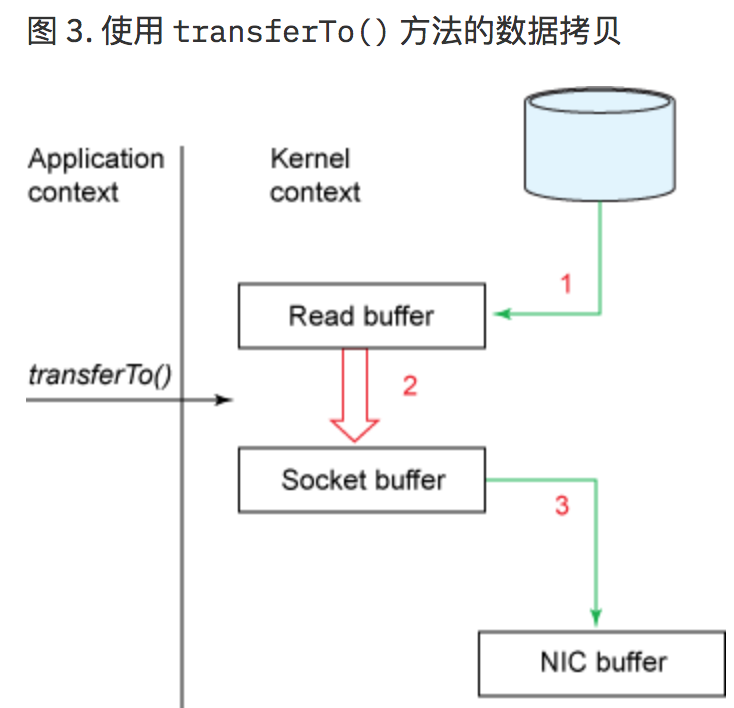 图 3. 使用 transferTo() 方法的数据拷贝
Application
context
Kernel
context
1
Read buffer
transferTo()
2
Socket buffer
3
NIC buffer